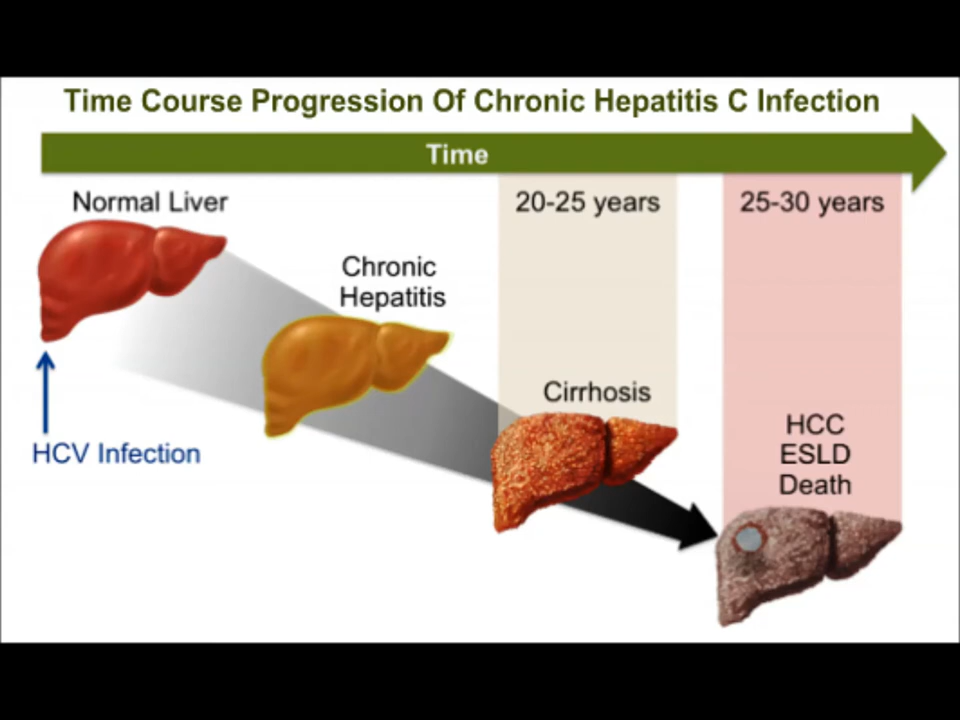 Time Course Progression Of Chronic Hepatitis C Infection
Time
Normal Liver
20-25 years
25-30 years
Chronic
Hepatitis
Cirrhosis
HCC
ESLD
Death
HCV Infection